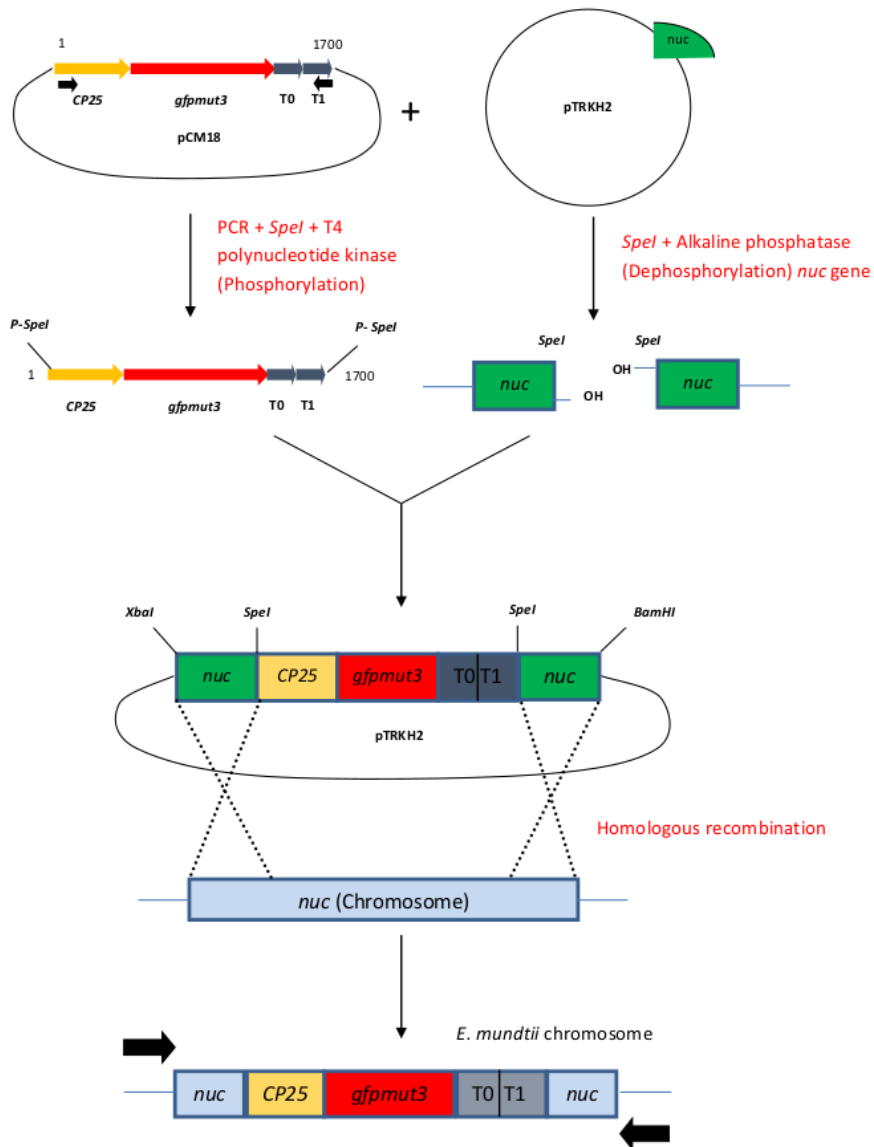 1
1700
nuc
CP25
gfpmut3
T0
T1
pCM18
+
pTRKH2
PCR + SpeI + T4
polynucleotide kinase
(Phosphorylation)
SpeI + Alkaline phosphatase
(Dephosphorylation) nuc gene
P-SpeI
P- SpeI
1
1700
CP25
gfpmut3
T0
T1
SpeI
SpeI
nuc
OH
OH
nuc
XbaI
SpeI
SpeI
BamHI
nuc
CP25
gfpmut3
T0
T1
nuc
pTRKH2
Homologous recombination
nuc (Chromosome)
E. mundtii chromosome
nuc
CP25
gfpmut3
T0
T1
nuc